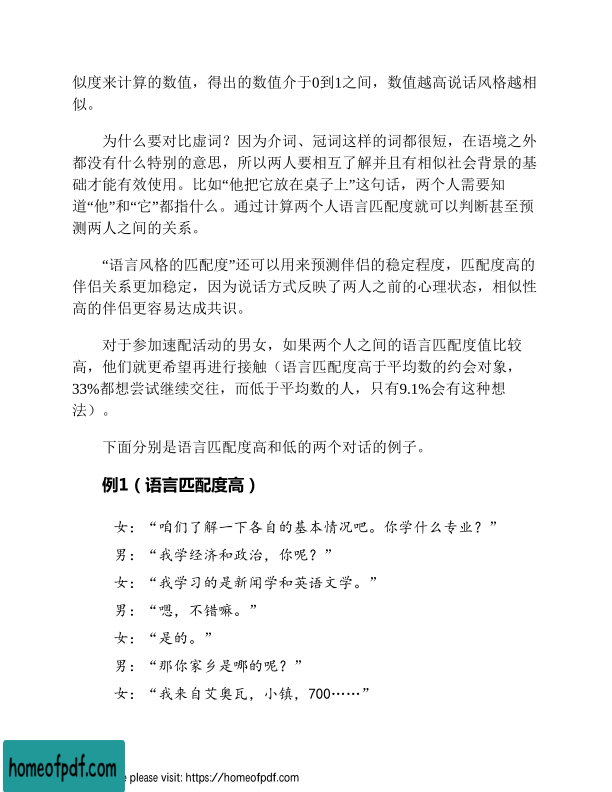 似度来计算的数值，得出的数值介于0到1之间，数值越高说话风格越相
似。
为什么要对比虚词？因为介词、冠词这样的词都很短，在语境之外
都没有什么特别的意思，所以两人要相互了解并且有相似社会背景的基
础才能有效使用。比如“他把它放在桌子上”这句话，两个人需要知
道“他”和“它”都指什么。通过计算两个人语言匹配度就可以判断甚至预
测两人之间的关系。
“语言风格的匹配度”还可以用来预测伴侣的稳定程度，匹配度高的
伴侣关系更加稳定，因为说话方式反映了两人之前的心理状态，相似性
高的伴侣更容易达成共识。
对于参加速配活动的男女，如果两个人之间的语言匹配度值比较
高，他们就更希望再进行接触（语言匹配度高于平均数的约会对象，
33%都想尝试继续交往，而低于平均数的人，只有9.1%会有这种想
法）。
下面分别是语言匹配度高和低的两个对话的例子。
例1（语言匹配度高）
女：“咱们了解一下各自的基本情况吧。你学什么专业？”
男：“我学经济和政治，你呢？”
女：“我学习的是新闻学和英语文学。”
男：“嗯，不错嘛。”
女：“是的。”
男：“那你家乡是哪的呢？”
女：“我来自艾奥瓦，小镇，700……”
homeofpdf.com
e please visit: https://homeofpdf.com